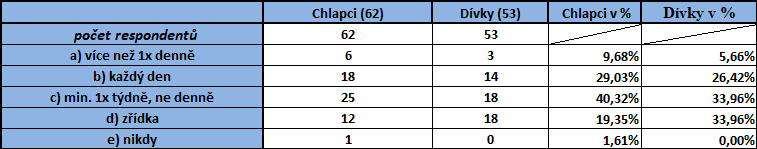 Chlapci (62) Dívky (53) Chlapci v % Dívky v %
počet respondentů 62 53
a) více než 1x denně 6 3 9,68% 5,66%
b) každý den 18 14 29,03% 26,42%
c) min. 1x týdně, ne denně 25 18 40,32% 33,96%
d) zřídka 12 18 19,35% 33,96%
e) nikdy 1 0 1,61% 0,00%